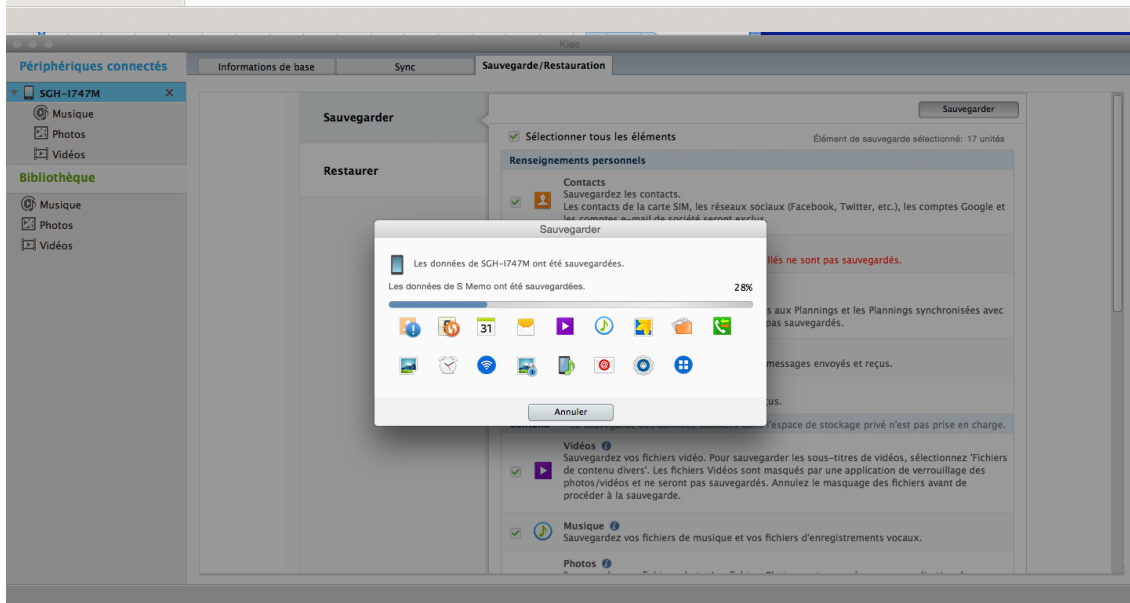 Kies
Périphériques connectés
SGH-I747M
Musique
Photos
Vidéos
Bibliothèque
Musique
Photos
Vidéos
Informations de base
Sync
Sauvegarde/Restauration
Sauvegarder
Restaurer
Sauvegarder
Sélectionner tous les éléments
Élément de sauvegarde sélectionné: 17 unités
Renseignements personnels
Contacts
Sauvegardez les contacts.
Les contacts de la carte SIM, les réseaux sociaux (Facebook, Twitter, etc.), les comptes Google et
les comptes e-mail de société seront exclus.
llés ne sont pas sauvegardés.
s aux Plannings et les Plannings synchronisées avec
pas sauvegardés.
messages envoyés et reçus.
us.
Sauvegarder
Les données de SGH-I747M ont été sauvegardées.
Les données de S Memo ont été sauvegardées.
28%
31
Annuler
l'espace de stockage privé n'est pas prise en charge.
Vidéos
Sauvegardez vos fichiers vidéo. Pour sauvegarder les sous-titres de vidéos, sélectionnez 'Fichiers
de contenu divers'. Les fichiers Vidéos sont masqués par une application de verrouillage des
photos/vidéos et ne seront pas sauvegardés. Annulez le masquage des fichiers avant de
procéder à la sauvegarde.
Musique
Sauvegardez vos fichiers de musique et vos fichiers d'enregistrements vocaux.
Photos